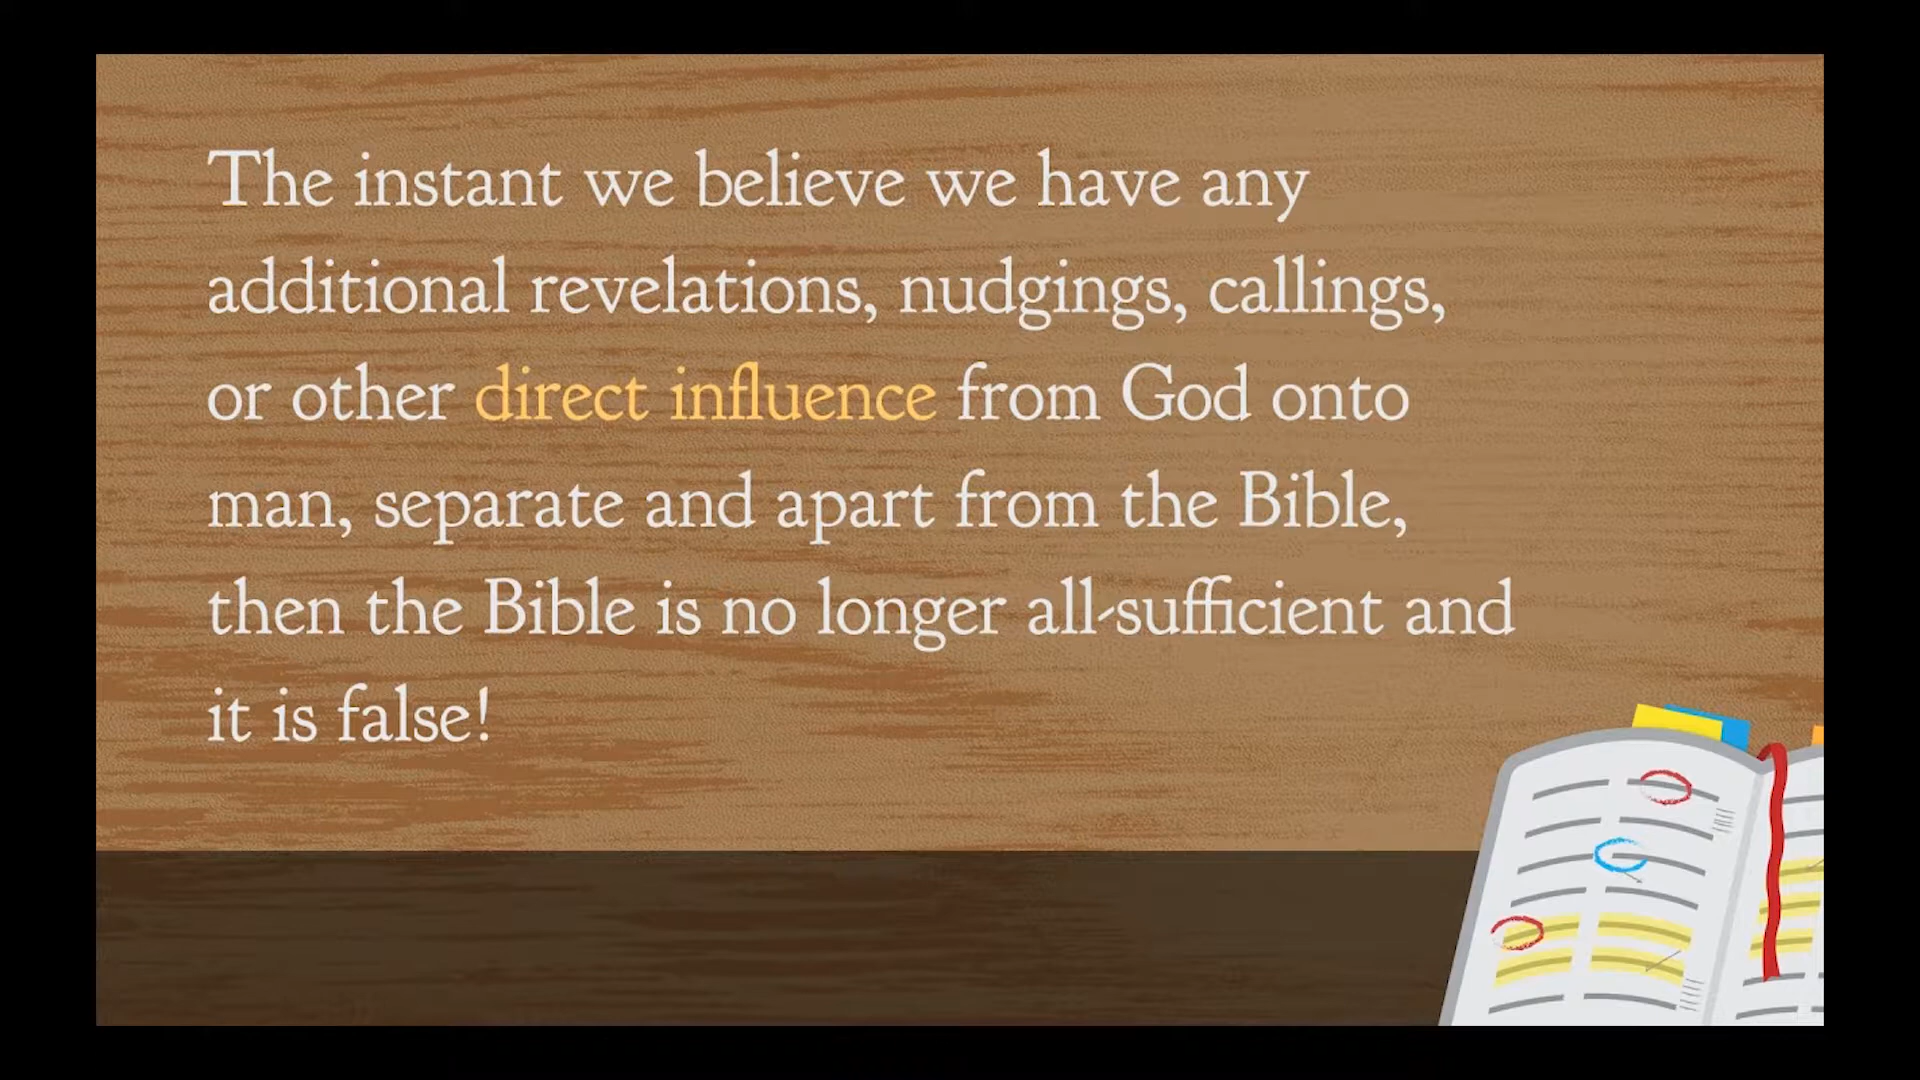 The instant we believe we have any
additional revelations, nudgings, callings,
or other direct influence from God onto
man, separate and apart from the Bible,
then the Bible is no longer all-sufficient and
it is false!